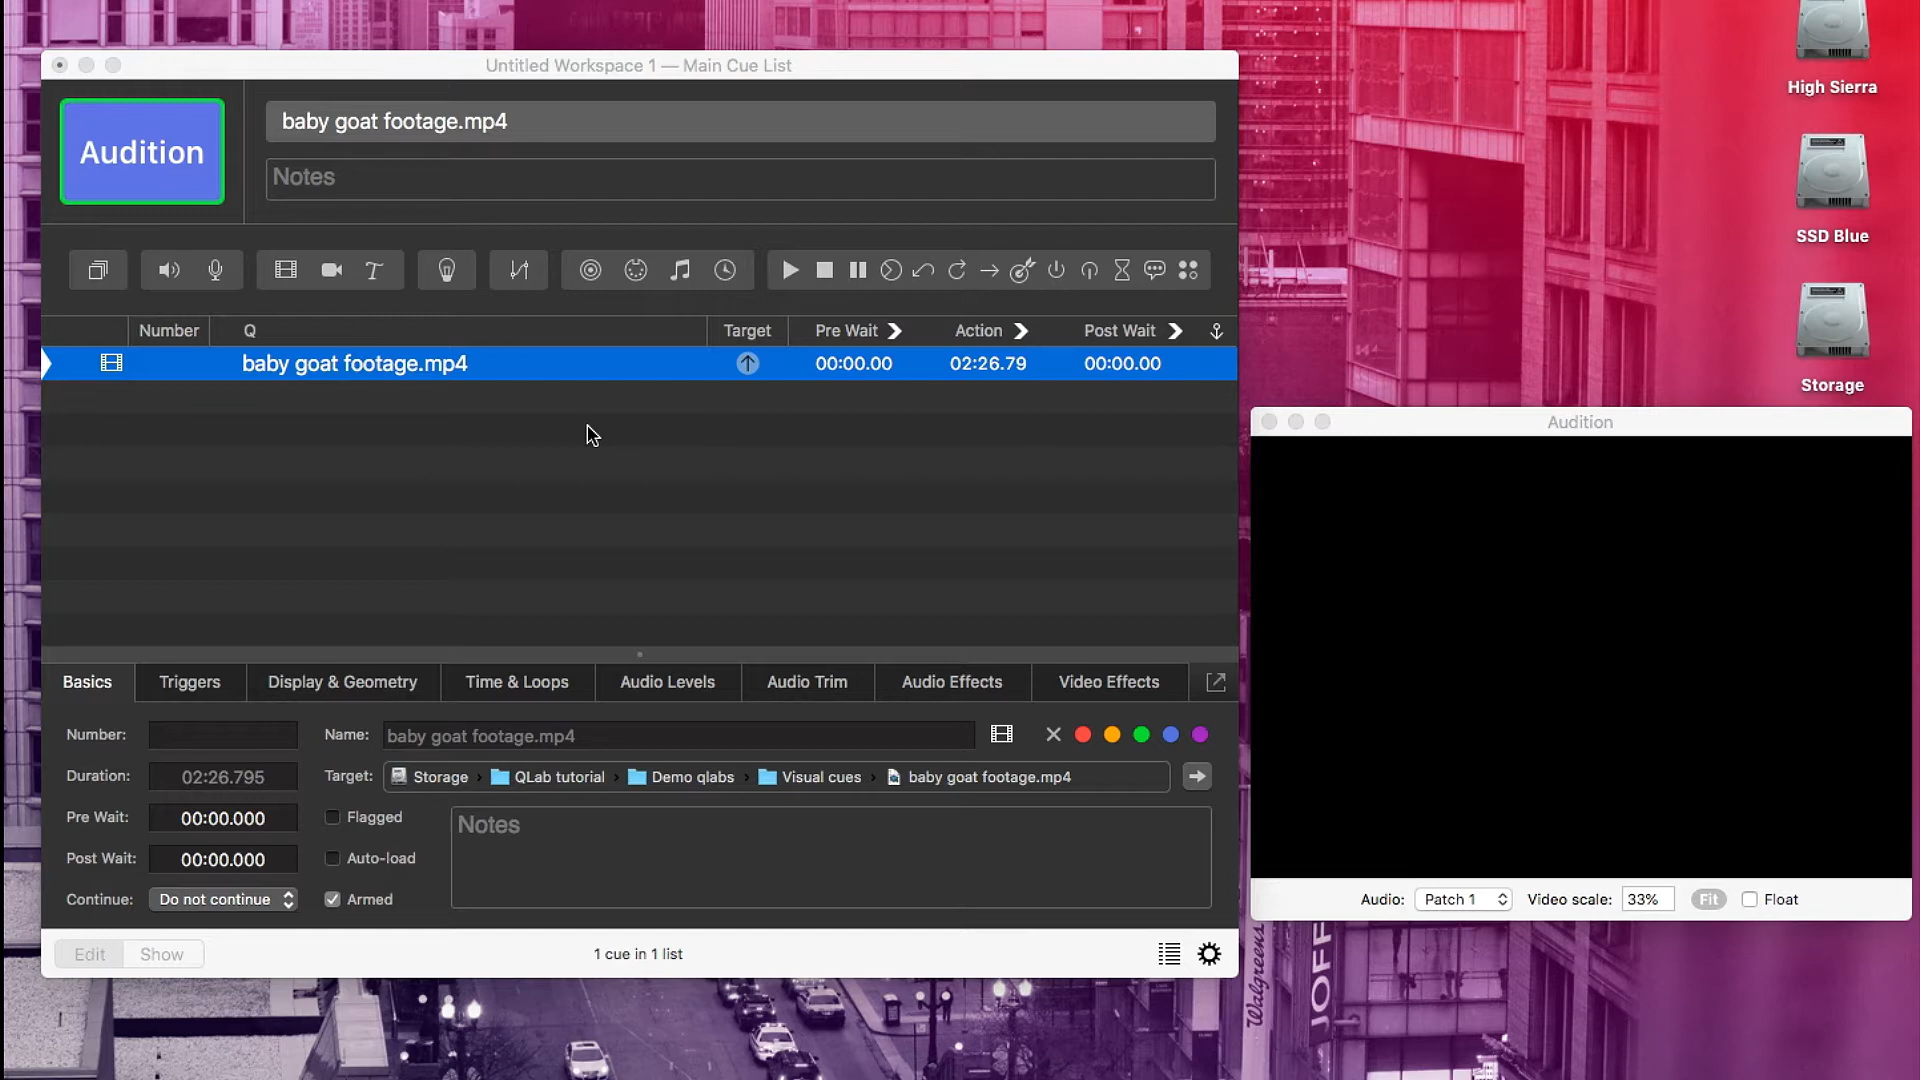 High Sierra
SSD Blue
Storage
Untitled Workspace 1 — Main Cue List
Audition
baby goat footage.mp4
Notes
Number Q Target Pre Wait Action Post Wait
baby goat footage.mp4 00:00.00 02:26.79 00:00.00
Basics Triggers Display & Geometry Time & Loops Audio Levels Audio Trim Audio Effects Video Effects
Number: Name: baby goat footage.mp4
Duration: 02:26.795 Target: Storage › QLab tutorial › Demo qlabs › Visual cues › baby goat footage.mp4
Pre Wait: 00:00.000 Flagged Notes
Post Wait: 00:00.000 Auto-load
Continue: Do not continue Armed
Edit Show 1 cue in 1 list
Audition
Audio: Patch 1 Video scale: 33% Fit Float
Walgreens
JOFF